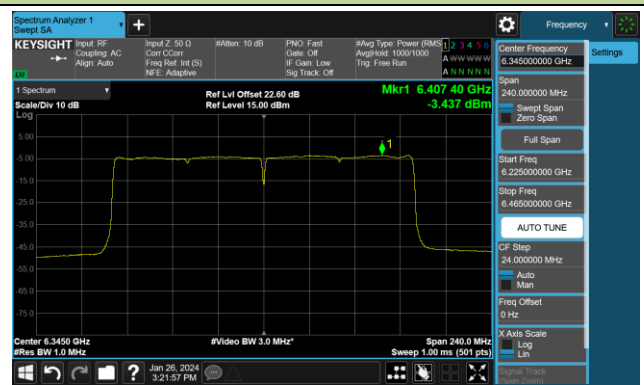 Spectrum Analyzer 1
Swept SA
Frequency
KEYSIGHT
Input: RF
Coupling: AC
Align: Auto
Input Z: 50 Ω
Corr CCorr
Freq Ref: Int (S)
NFE: Adaptive
#Atten: 10 dB
PNO: Fast
Gate: Off
IF Gain: Low
Sig Track: Off
#Avg Type: Power (RMS
Avg|Hold: 1000/1000
Trig: Free Run
1 2 3 4 5 6
A W W W W W
A N N N N N
Center Frequency
6.345000000 GHz
Settings
1 Spectrum
Scale/Div 10 dB
Log
Ref Lvl Offset 22.60 dB
Ref Level 15.00 dBm
Mkr1 6.407 40 GHz
-3.437 dBm
Span
240.000000 MHz
Swept Span
Zero Span
Full Span
Start Freq
6.225000000 GHz
Stop Freq
6.465000000 GHz
AUTO TUNE
CF Step
24.000000 MHz
Auto
Man
Freq Offset
0 Hz
X Axis Scale
Log
Lin
Signal Track
(Span Zoom)
5.00
-5.00
-15.0
-25.0
-35.0
-45.0
-55.0
-65.0
-75.0
1
Center 6.3450 GHz
#Res BW 1.0 MHz
#Video BW 3.0 MHz*
Span 240.0 MHz
Sweep 1.00 ms (501 pts)
?
Jan 26, 2024
3:21:57 PM